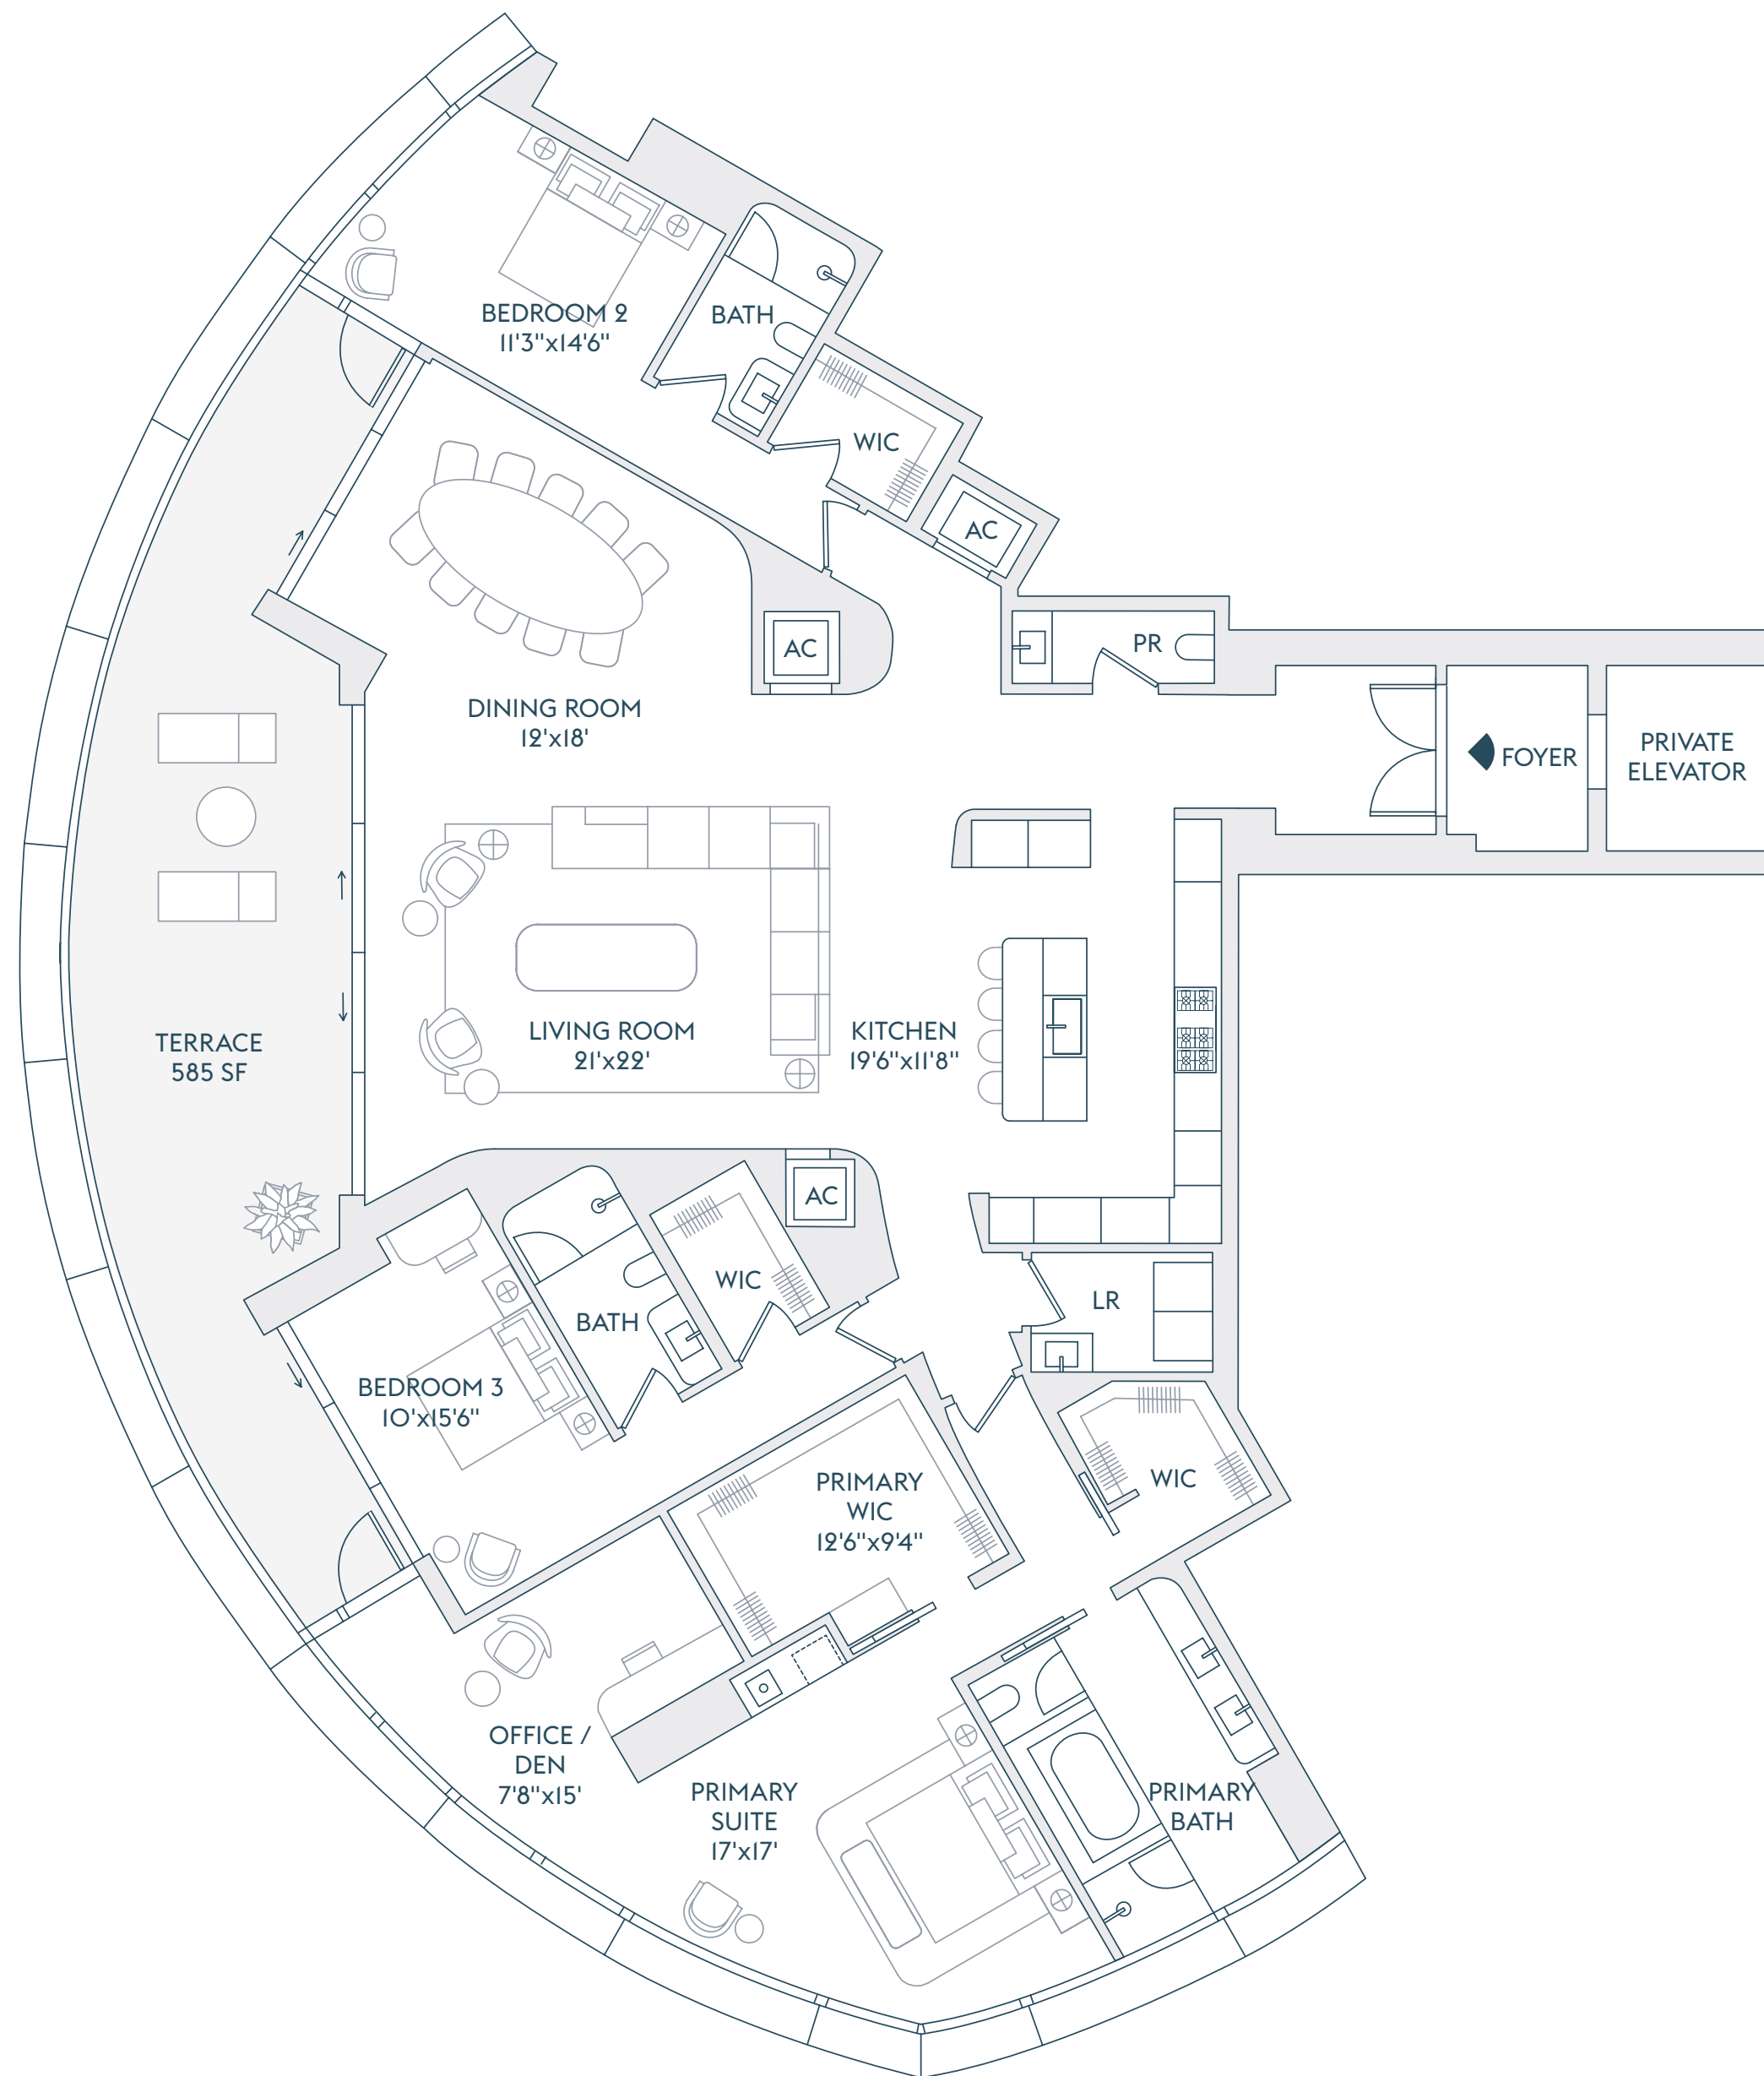 BEDROOM 2
11'3"x14'6"
BATH
WIC
AC
AC
PR
DINING ROOM
12'x18'
FOYER
PRIVATE
ELEVATOR
TERRACE
585 SF
LIVING ROOM
21'x22'
KITCHEN
19'6"x11'8"
AC
WIC
BATH
LR
BEDROOM 3
10'x15'6"
PRIMARY
WIC
12'6"x9'4"
WIC
OFFICE /
DEN
7'8"x15'
PRIMARY
SUITE
17'x17'
PRIMARY
BATH